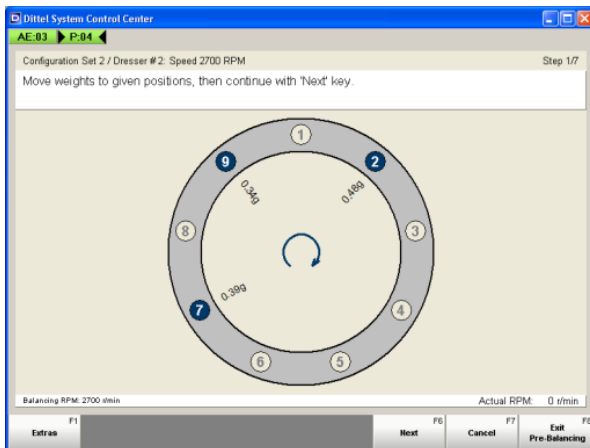 Dittel System Control Center
AE:03 P:04
Configuration Set 2 / Dresser # 2: Speed 2700 RPM Step 1/7
Move weights to given positions, then continue with 'Next' key.
1
9 2
0.34g 0.48g
8 3
0.39g
7 4
6 5
Balancing RPM: 2700 r/min Actual RPM: 0 r/min
F1 F6 F7 F8
Extras Next Cancel Exit
Pre-Balancing